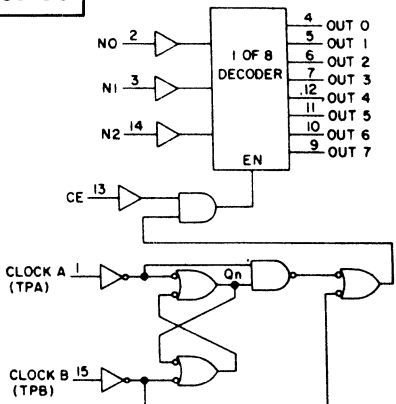 4 OUT 0
NO 2 5 OUT 1
1 OF 8 6 OUT 2
DECODER 7 OUT 3
N1 3 .12 OUT 4
11 OUT 5
N2 14 10 OUT 6
9 OUT 7
EN
CE 13
CLOCK A 1 Qn
(TPA)
CLOCK B 15
(TPB)